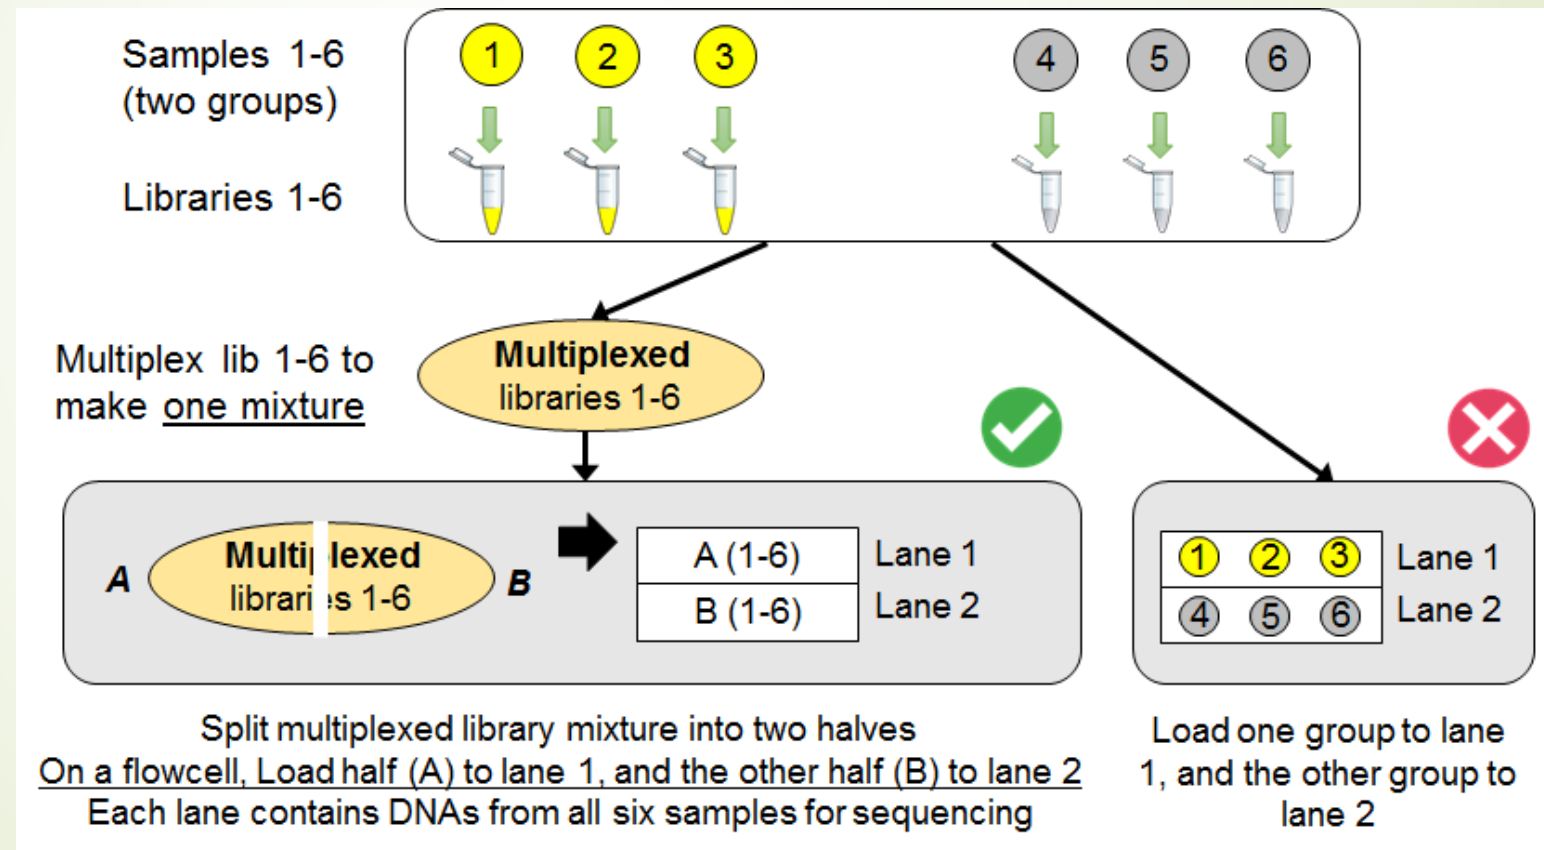 Samples 1-6
(two groups)
1 2 3 4 5 6
Libraries 1-6
Multiplex lib 1-6 to
make one mixture
Multiplexed
libraries 1-6
A
Multiplexed
libraries 1-6
B
A (1-6) Lane 1
B (1-6) Lane 2
1 2 3 Lane 1
4 5 6 Lane 2
Split multiplexed library mixture into two halves
On a flowcell, Load half (A) to lane 1, and the other half (B) to lane 2
Each lane contains DNAs from all six samples for sequencing
Load one group to lane
1, and the other group to
lane 2